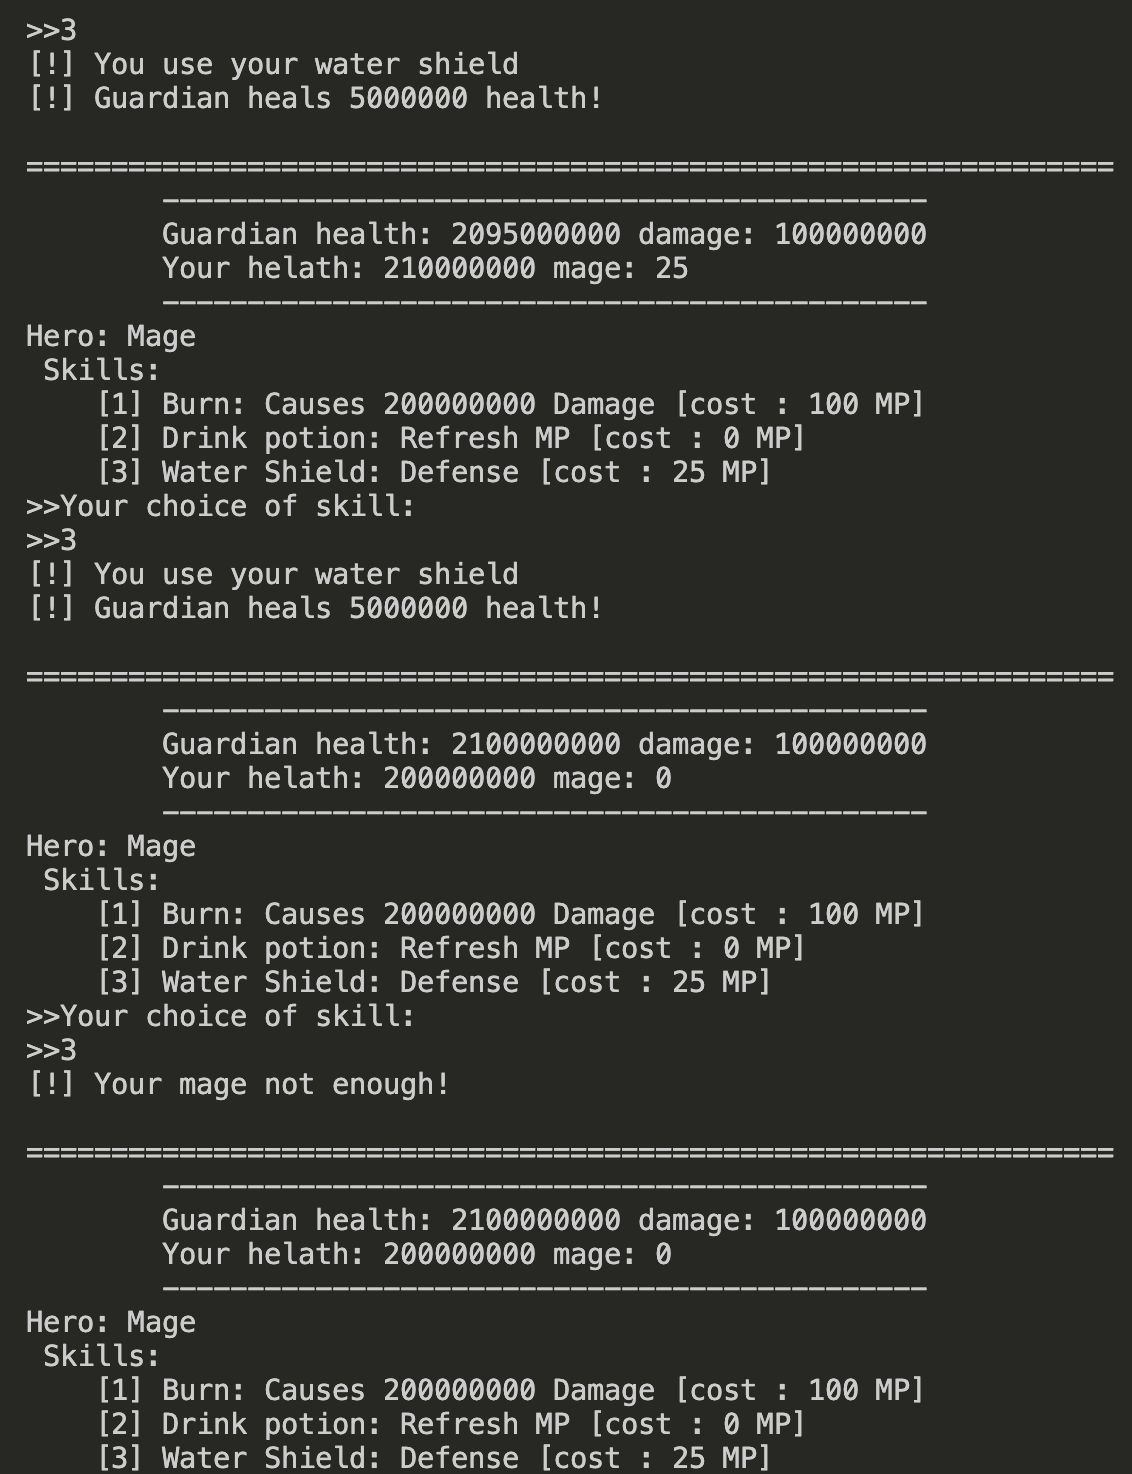 >>3
[!] You use your water shield
[!] Guardian heals 5000000 health!
================================================================
---------------------------------------------
Guardian health: 2095000000 damage: 100000000
Your helath: 210000000 mage: 25
---------------------------------------------
Hero: Mage
Skills:
[1] Burn: Causes 200000000 Damage [cost : 100 MP]
[2] Drink potion: Refresh MP [cost : 0 MP]
[3] Water Shield: Defense [cost : 25 MP]
>>Your choice of skill:
>>3
[!] You use your water shield
[!] Guardian heals 5000000 health!
================================================================
---------------------------------------------
Guardian health: 2100000000 damage: 100000000
Your helath: 200000000 mage: 0
---------------------------------------------
Hero: Mage
Skills:
[1] Burn: Causes 200000000 Damage [cost : 100 MP]
[2] Drink potion: Refresh MP [cost : 0 MP]
[3] Water Shield: Defense [cost : 25 MP]
>>Your choice of skill:
>>3
[!] Your mage not enough!
================================================================
---------------------------------------------
Guardian health: 2100000000 damage: 100000000
Your helath: 200000000 mage: 0
---------------------------------------------
Hero: Mage
Skills:
[1] Burn: Causes 200000000 Damage [cost : 100 MP]
[2] Drink potion: Refresh MP [cost : 0 MP]
[3] Water Shield: Defense [cost : 25 MP]